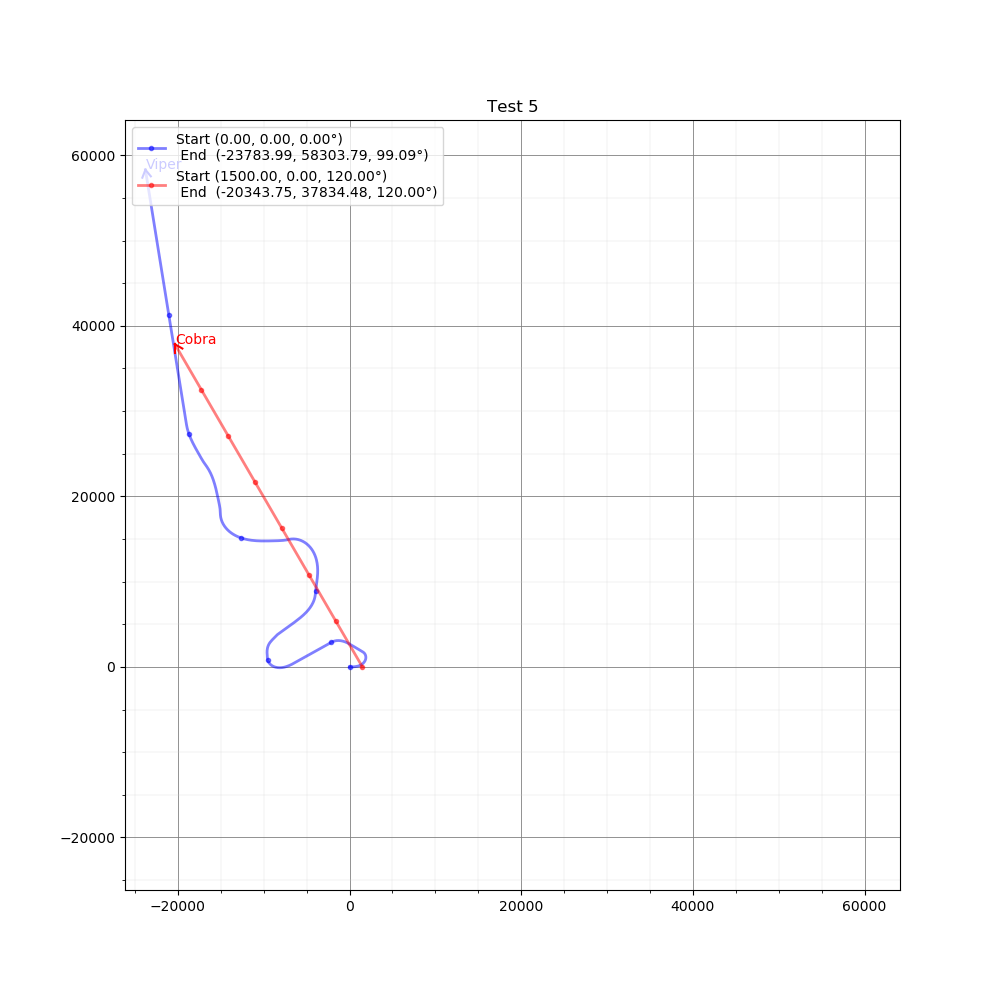 Test 5
Start (0.00, 0.00, 0.00°)
End (-23783.99, 58303.79, 99.09°)
Start (1500.00, 0.00, 120.00°)
End (-20343.75, 37834.48, 120.00°)
Viper
Cobra
60000
40000
20000
0
−20000
−20000
0
20000
40000
60000